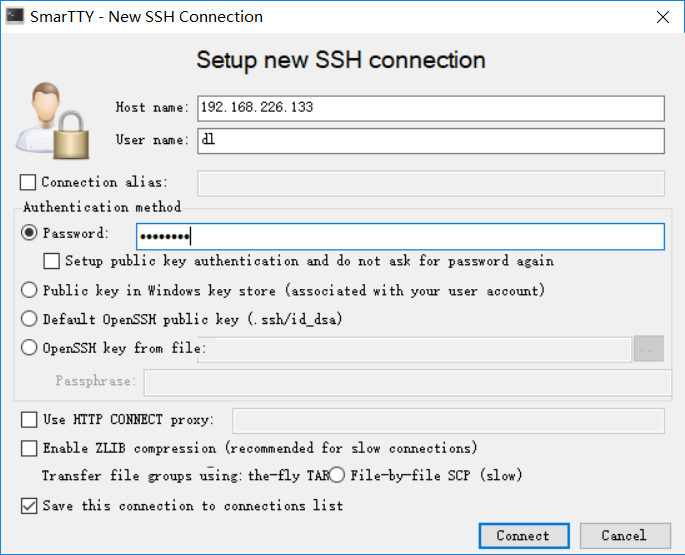 SmarTTY - New SSH Connection
Setup new SSH connection
Host name: 192.168.226.133
User name: dl
Connection alias:
Authentication method
Password: ••••••••
Setup public key authentication and do not ask for password again
Public key in Windows key store (associated with your user account)
Default OpenSSH public key (.ssh/id_dsa)
OpenSSH key from file: ..
Passphrase:
Use HTTP CONNECT proxy:
Enable ZLIB compression (recommended for slow connections)
Transfer file groups using: the-fly TAR File-by-file SCP (slow)
Save this connection to connections list
Connect Cancel